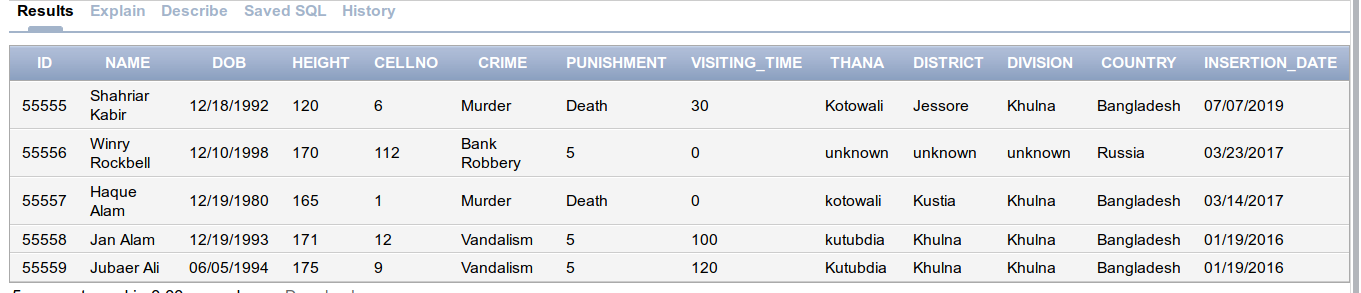 Results Explain Describe Saved SQL History
ID NAME DOB HEIGHT CELLNO CRIME PUNISHMENT VISITING_TIME THANA DISTRICT DIVISION COUNTRY INSERTION_DATE
55555 Shahriar Kabir 12/18/1992 120 6 Murder Death 30 Kotowali Jessore Khulna Bangladesh 07/07/2019
55556 Winry Rockbell 12/10/1998 170 112 Bank Robbery 5 0 unknown unknown unknown Russia 03/23/2017
55557 Haque Alam 12/19/1980 165 1 Murder Death 0 kotowali Kustia Khulna Bangladesh 03/14/2017
55558 Jan Alam 12/19/1993 171 12 Vandalism 5 100 kutubdia Khulna Khulna Bangladesh 01/19/2016
55559 Jubaer Ali 06/05/1994 175 9 Vandalism 5 120 Kutubdia Khulna Khulna Bangladesh 01/19/2016